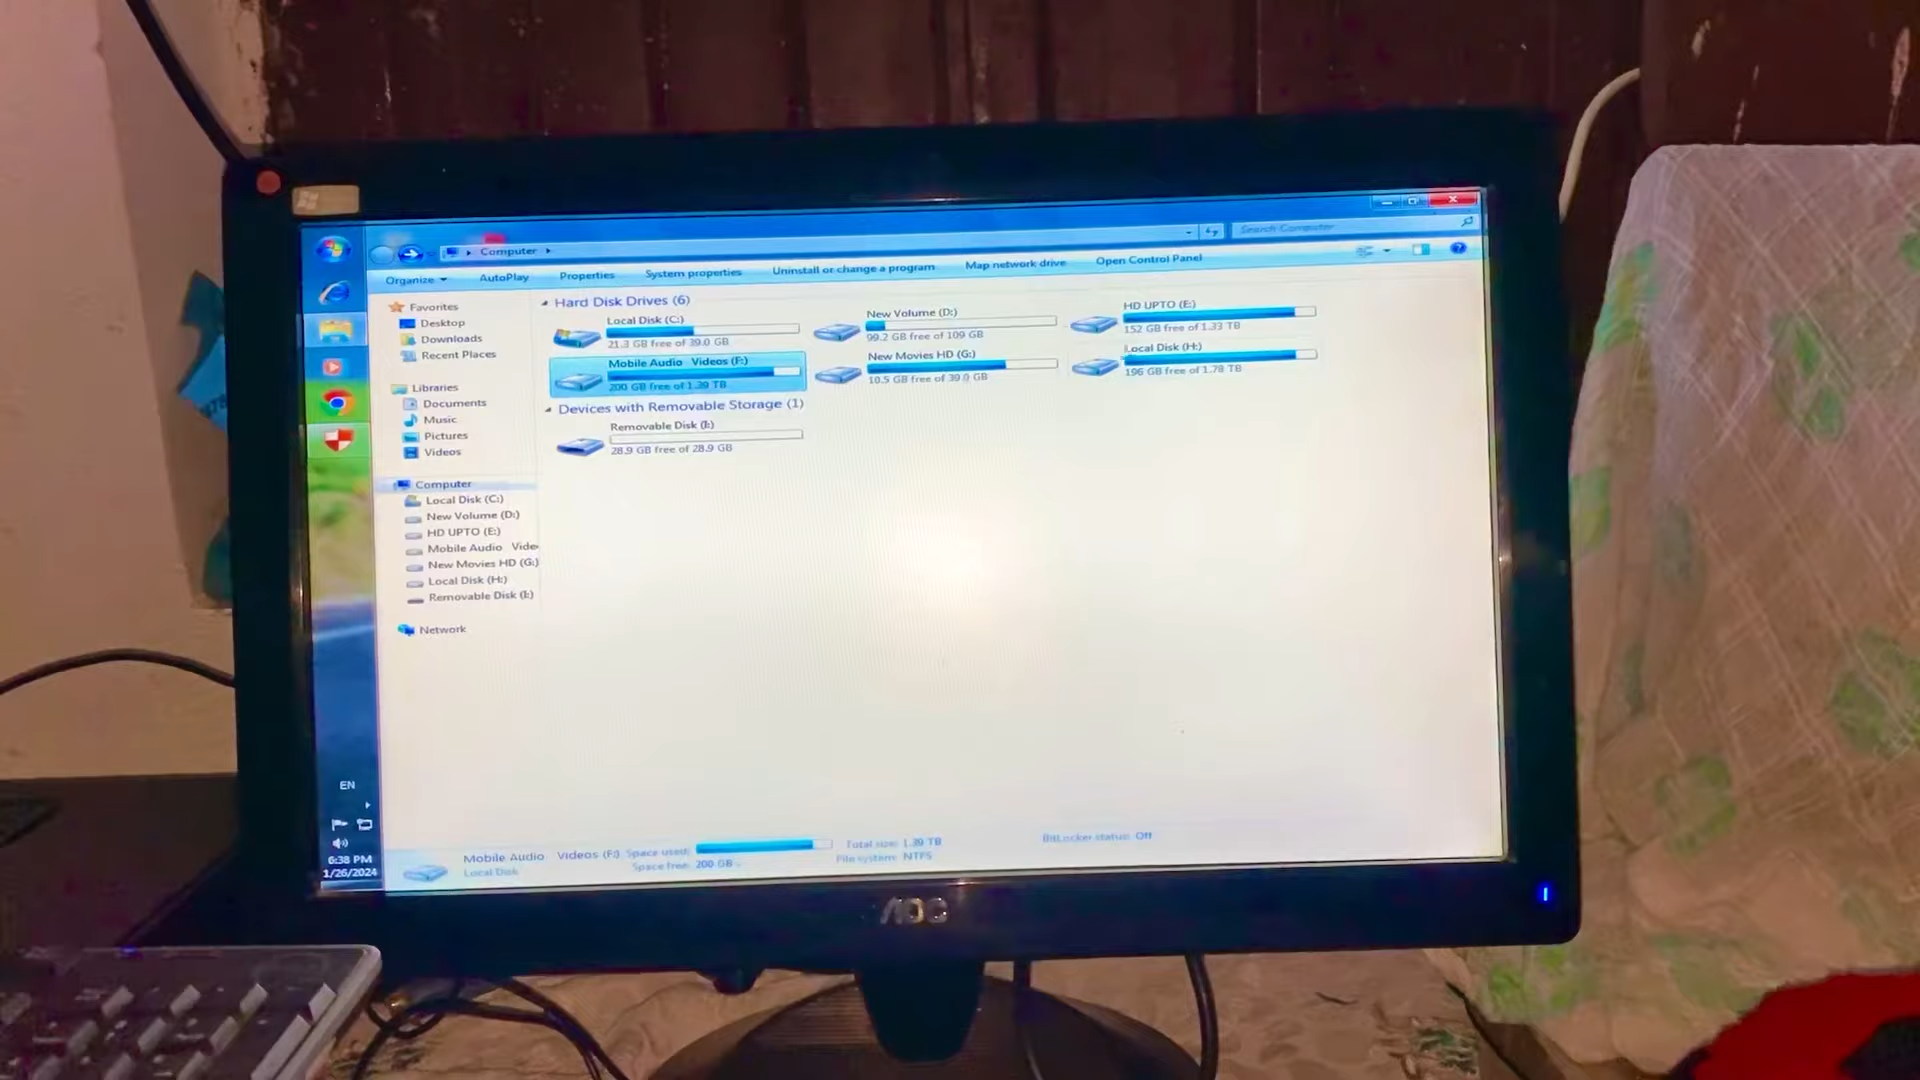 Computer
Search Computer
Organize
AutoPlay
Properties
System properties
Uninstall or change a program
Map network drive
Open Control Panel
Favorites
Desktop
Downloads
Recent Places
Libraries
Documents
Music
Pictures
Videos
Computer
Local Disk (C:)
New Volume (D:)
HD UPTO (E:)
Mobile Audio Vide
New Movies HD (G:)
Local Disk (H:)
Removable Disk (I:)
Network
Hard Disk Drives (6)
Local Disk (C:)
21.3 GB free of 39.0 GB
New Volume (D:)
99.2 GB free of 109 GB
HD UPTO (E:)
152 GB free of 1.33 TB
Mobile Audio Videos (F:)
200 GB free of 1.39 TB
New Movies HD (G:)
10.5 GB free of 39.0 GB
Local Disk (H:)
196 GB free of 1.78 TB
Devices with Removable Storage (1)
Removable Disk (I:)
28.9 GB free of 28.9 GB
EN
6:38 PM
1/26/2024
Mobile Audio Videos (F:) Space used: Total size: 1.39 TB BitLocker status: Off
Local Disk Space free: 200 GB File system: NTFS
AOC